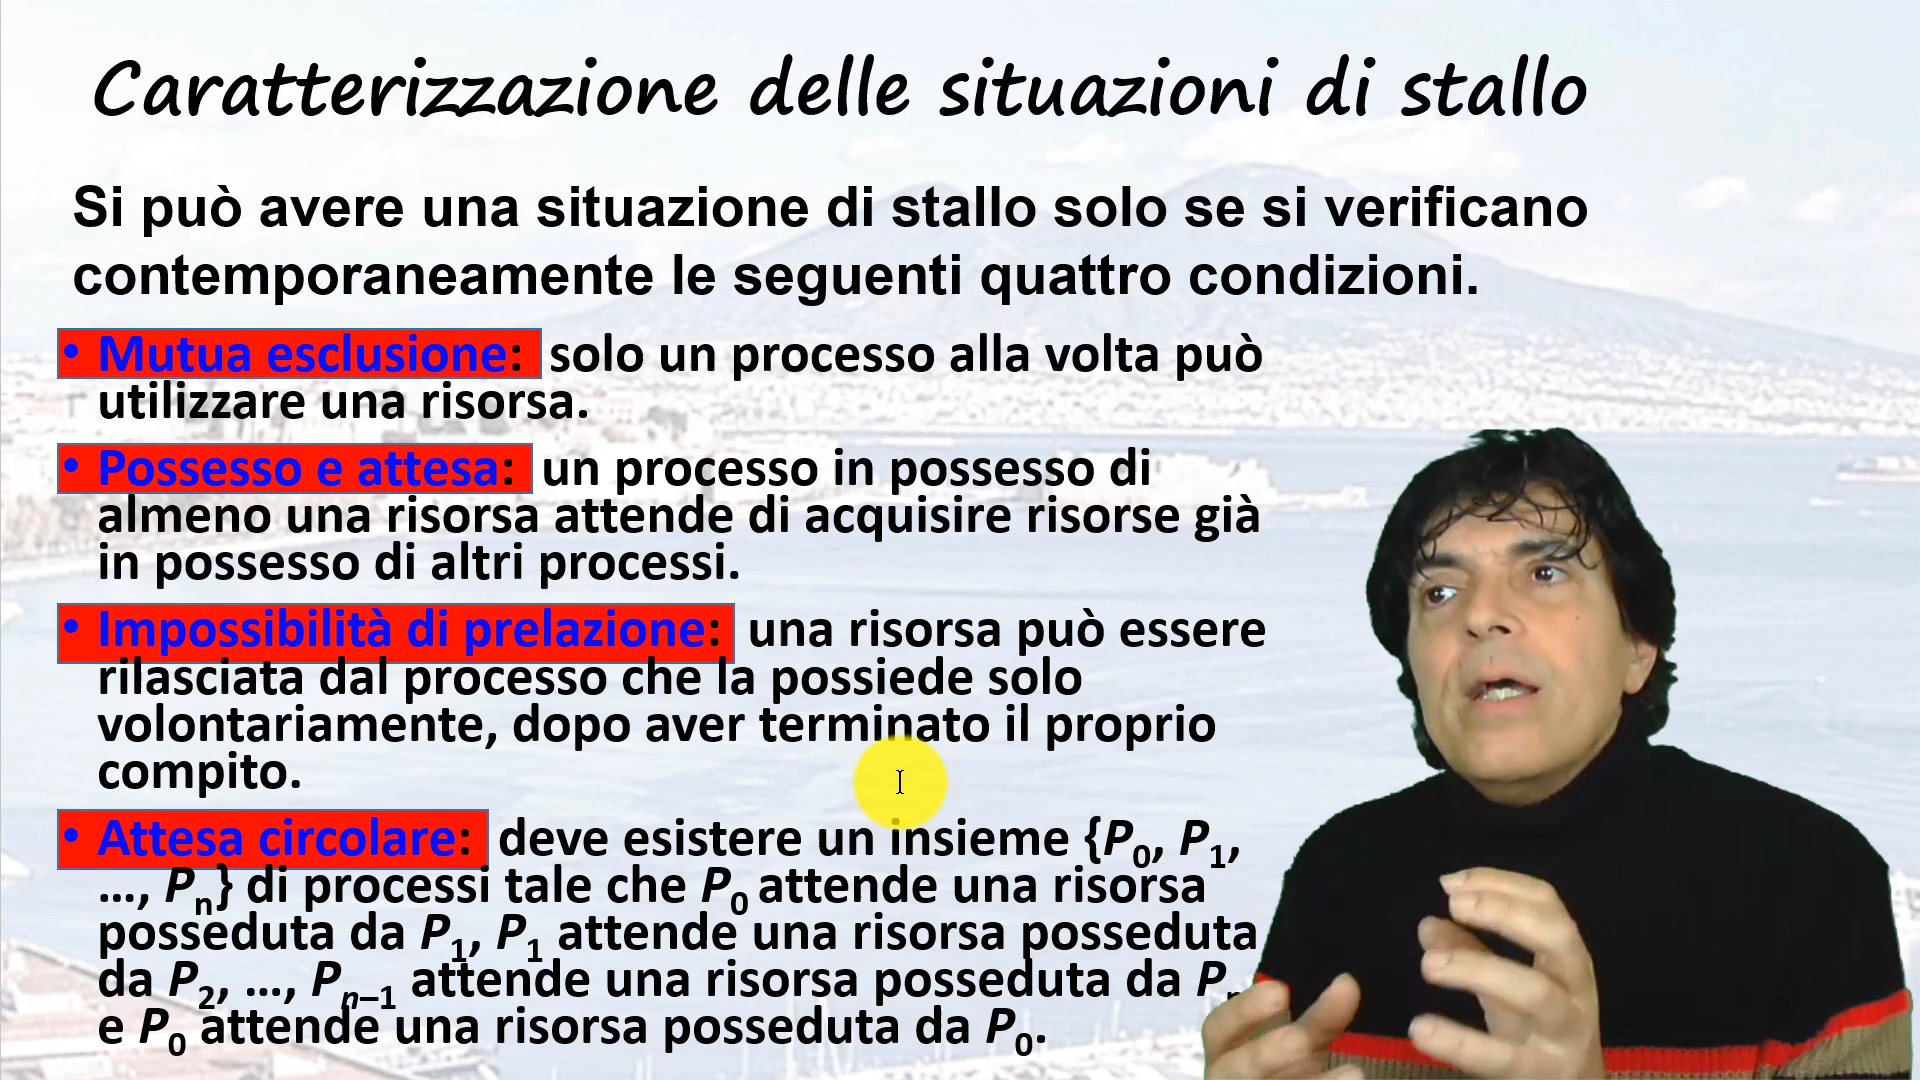 Caratterizzazione delle situazioni di stallo
Si può avere una situazione di stallo solo se si verificano
contemporaneamente le seguenti quattro condizioni.
• Mutua esclusione: solo un processo alla volta può
utilizzare una risorsa.
• Possesso e attesa: un processo in possesso di
almeno una risorsa attende di acquisire risorse già
in possesso di altri processi.
• Impossibilità di prelazione: una risorsa può essere
rilasciata dal processo che la possiede solo
volontariamente, dopo aver terminato il proprio
compito.
• Attesa circolare: deve esistere un insieme {P0, P1,
..., Pn} di processi tale che P0 attende una risorsa
posseduta da P1, P1 attende una risorsa posseduta
da P2, ..., Pn–1 attende una risorsa posseduta da P
e P0 attende una risorsa posseduta da P0.